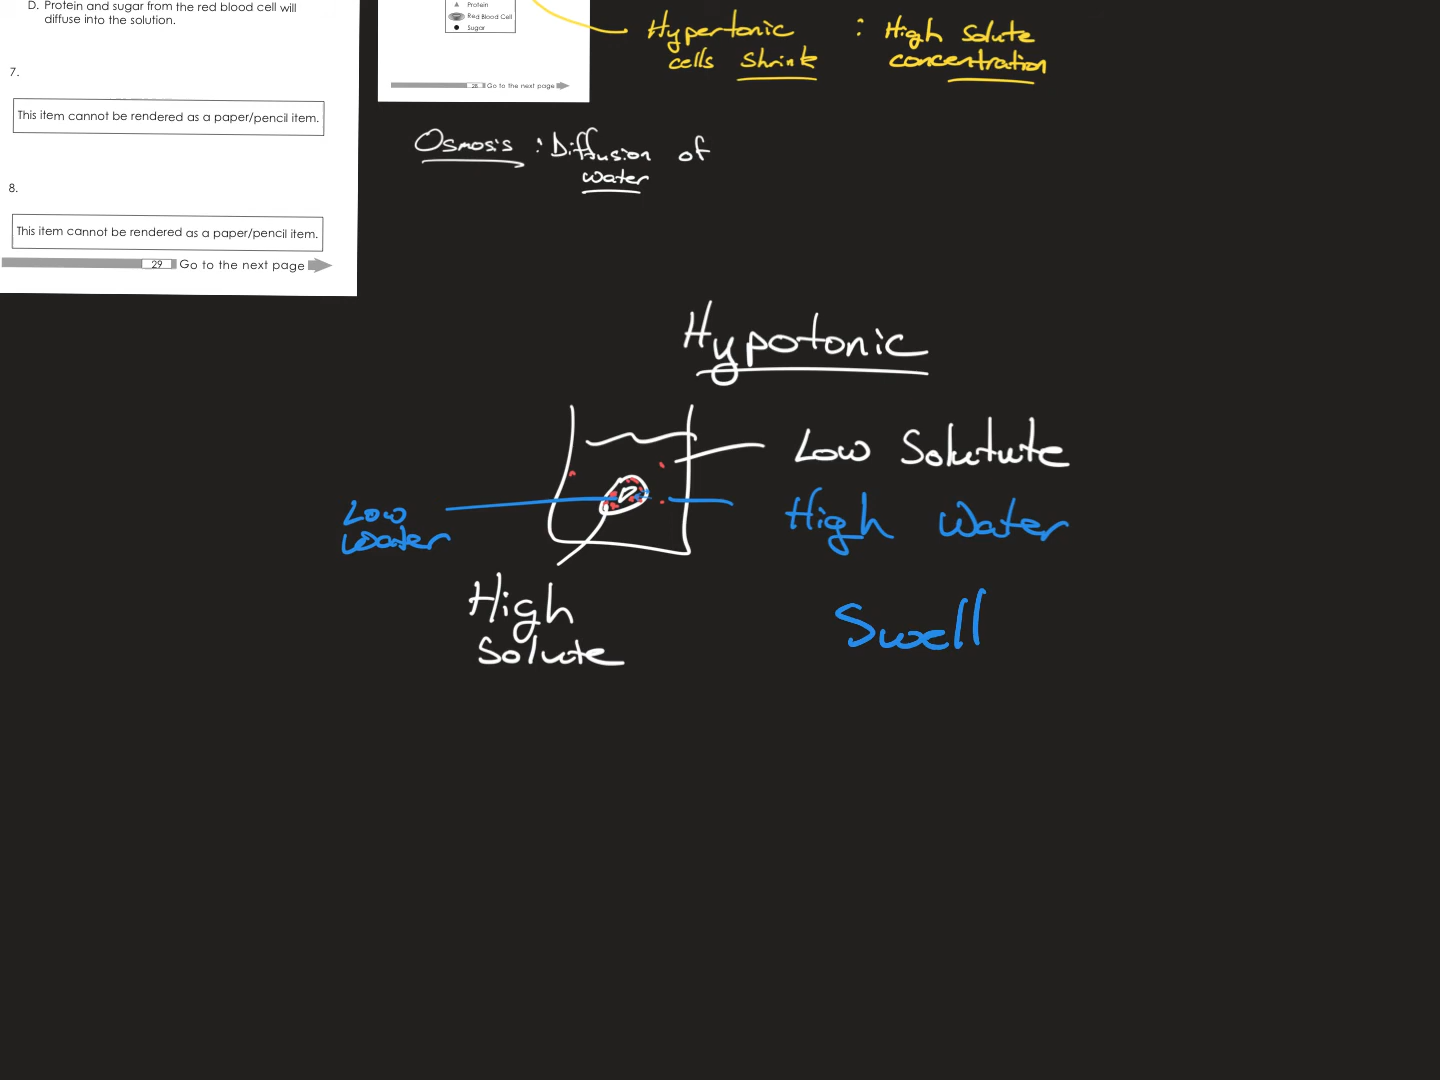 D. Protein and sugar from the red blood cell will
diffuse into the solution.
7.
This item cannot be rendered as a paper/pencil item.
8.
This item cannot be rendered as a paper/pencil item.
29 Go to the next page
Protein
Red Blood Cell
Sugar
28 Go to the next page
Hypertonic : High Solute
cells shrink concentration
Osmosis : Diffusion of
water
Hypotonic
Low Solutute
High Water
Low
Water
High
Solute
Swell